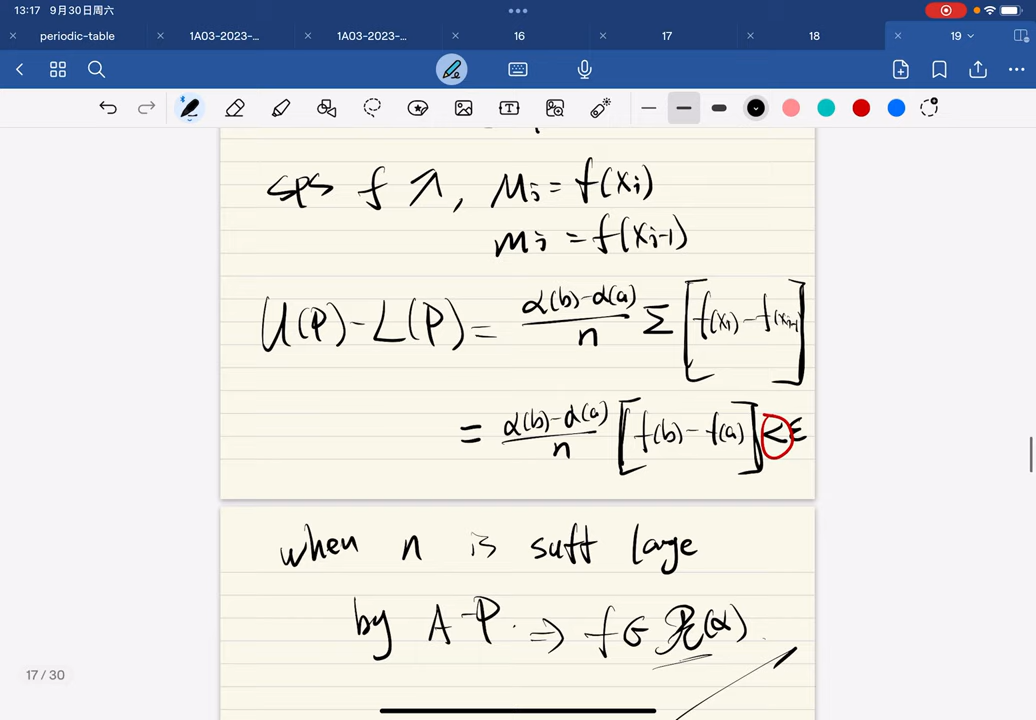 13:17 9月30日周六
periodic-table
1A03-2023-...
1A03-2023-...
16
17
18
19
sps f ↗, Mi = f(xi)
mi = f(xi-1)
U(P) - L(P) = α(b)-α(a)/n Σ [f(xi) - f(xi-1)]
= α(b)-α(a)/n [f(b) - f(a)] < ε
when n is suff large
by A-P. ⇒ f ∈ R(α).
17 / 30